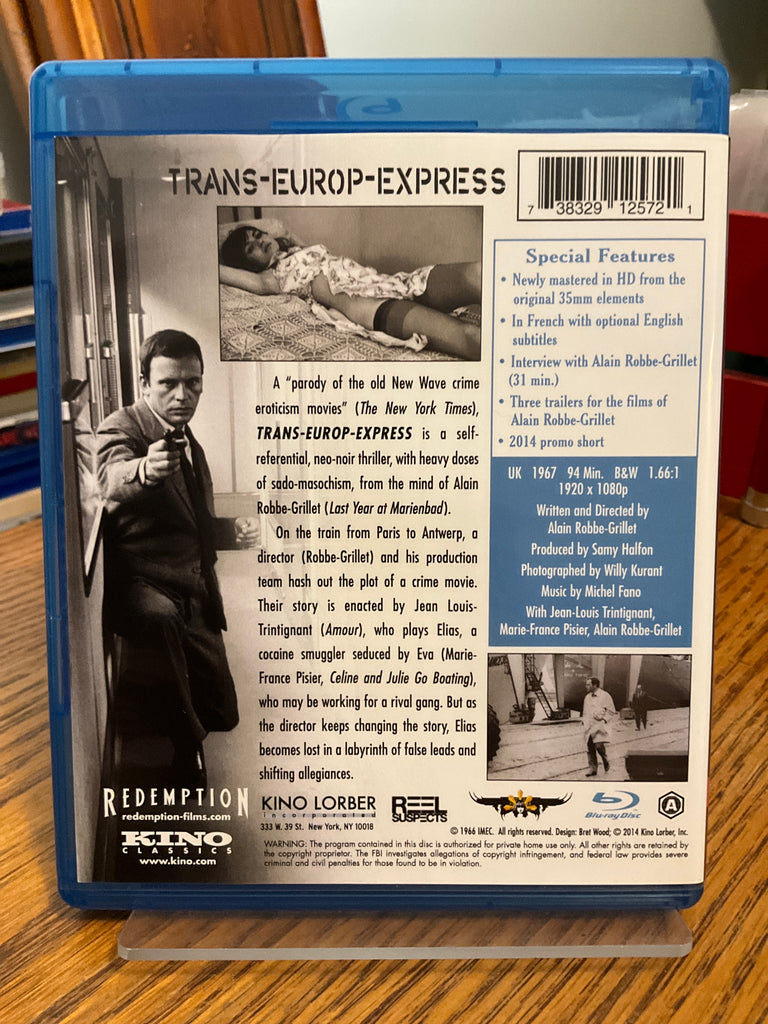 TRANS-EUROP-EXPRESS
7 38329 12572 1
A “parody of the old New Wave crime
eroticism movies” (The New York Times),
TRANS-EUROP-EXPRESS is a self-
referential, neo-noir thriller, with heavy doses
of sado-masochism, from the mind of Alain
Robbe-Grillet (Last Year at Marienbad).
On the train from Paris to Antwerp, a
director (Robbe-Grillet) and his production
team hash out the plot of a crime movie.
Their story is enacted by Jean Louis-
Trintignant (Amour), who plays Elias, a
cocaine smuggler seduced by Eva (Marie-
France Pisier, Celine and Julie Go Boating),
who may be working for a rival gang. But as
the director keeps changing the story, Elias
becomes lost in a labyrinth of false leads and
shifting allegiances.
Special Features
• Newly mastered in HD from the
original 35mm elements
• In French with optional English
subtitles
• Interview with Alain Robbe-Grillet
(31 min.)
• Three trailers for the films of
Alain Robbe-Grillet
• 2014 promo short
UK 1967 94 Min. B&W 1.66:1
1920 x 1080p
Written and Directed by
Alain Robbe-Grillet
Produced by Samy Halfon
Photographed by Willy Kurant
Music by Michel Fano
With Jean-Louis Trintignant,
Marie-France Pisier, Alain Robbe-Grillet
REDEMPTION
redemption-films.com
KINO
CLASSICS
www.kino.com
KINO LORBER
incorporated
333 W. 39 St. New York, NY 10018
REEL
SUSPECTS
Blu-ray Disc
A
© 1966 IMEC. All rights reserved. Design: Bret Wood; © 2014 Kino Lorber, Inc.
WARNING: The program contained in this disc is authorized for private home use only. All other rights are retained by
the copyright proprietor. The FBI investigates allegations of copyright infringement, and federal law provides severe
criminal and civil penalties for those found to be in violation.